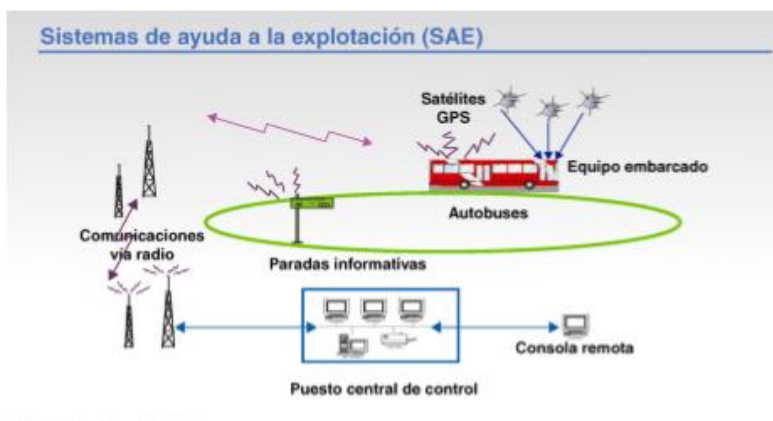 Sistemas de ayuda a la explotación (SAE)
Satélites
GPS
Equipo embarcado
Autobuses
Comunicaciones
via radio
Paradas informativas
Consola remota
Puesto central de control